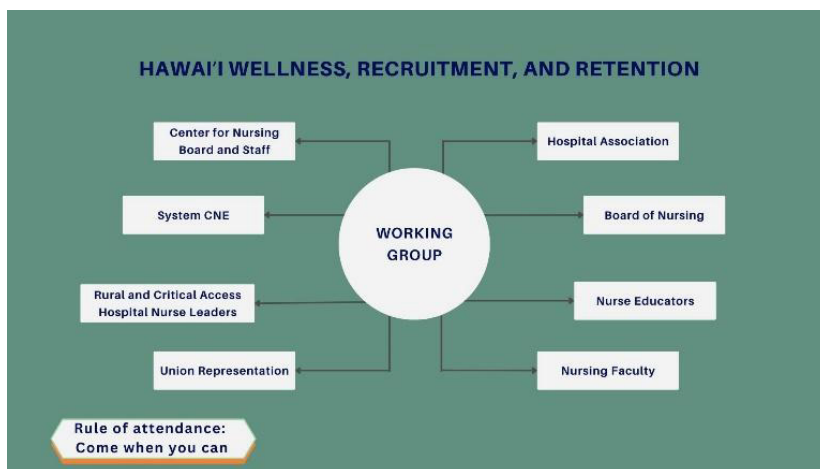 HAWAI'I WELLNESS, RECRUITMENT, AND RETENTION
Center for Nursing
Board and Staff
Hospital Association
System CNE
Board of Nursing
WORKING
GROUP
Rural and Critical Access
Hospital Nurse Leaders
Nurse Educators
Union Representation
Nursing Faculty
Rule of attendance:
Come when you can